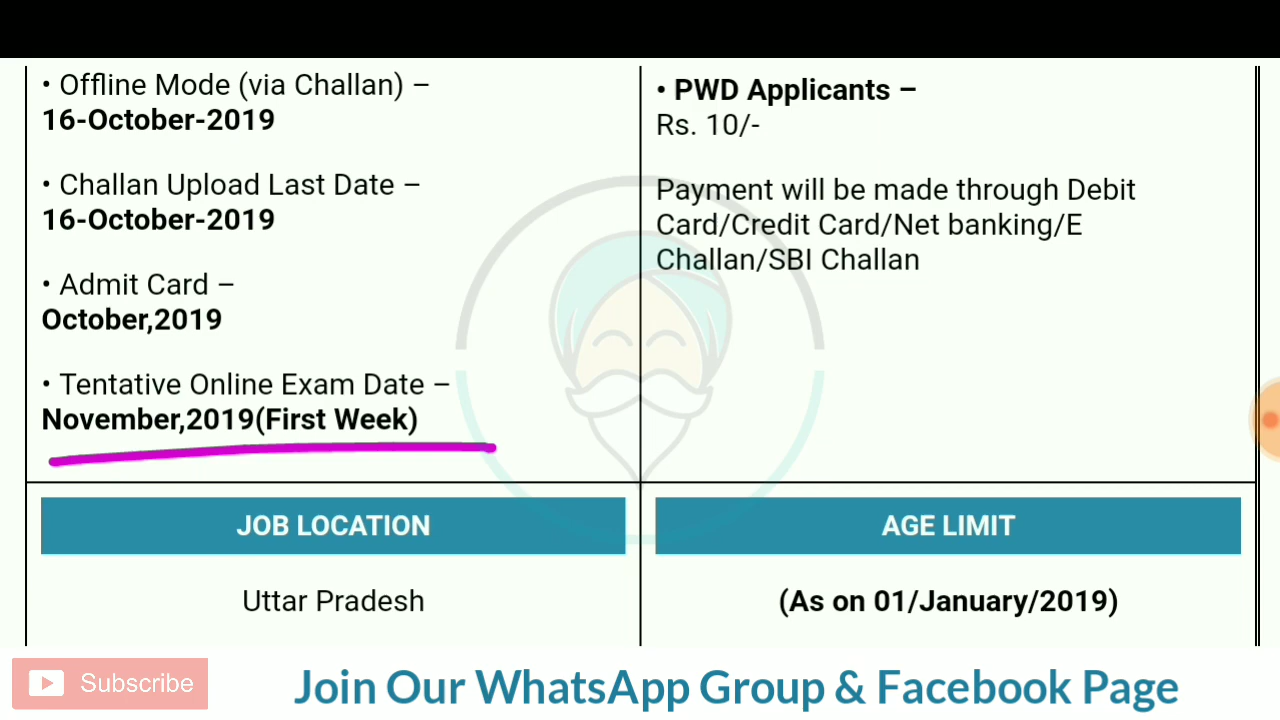 • Offline Mode (via Challan) –
16-October-2019
• Challan Upload Last Date –
16-October-2019
• Admit Card –
October,2019
• Tentative Online Exam Date –
November,2019(First Week)
• PWD Applicants –
Rs. 10/-
Payment will be made through Debit
Card/Credit Card/Net banking/E
Challan/SBI Challan
JOB LOCATION
Uttar Pradesh
AGE LIMIT
(As on 01/January/2019)
Subscribe
Join Our WhatsApp Group & Facebook Page